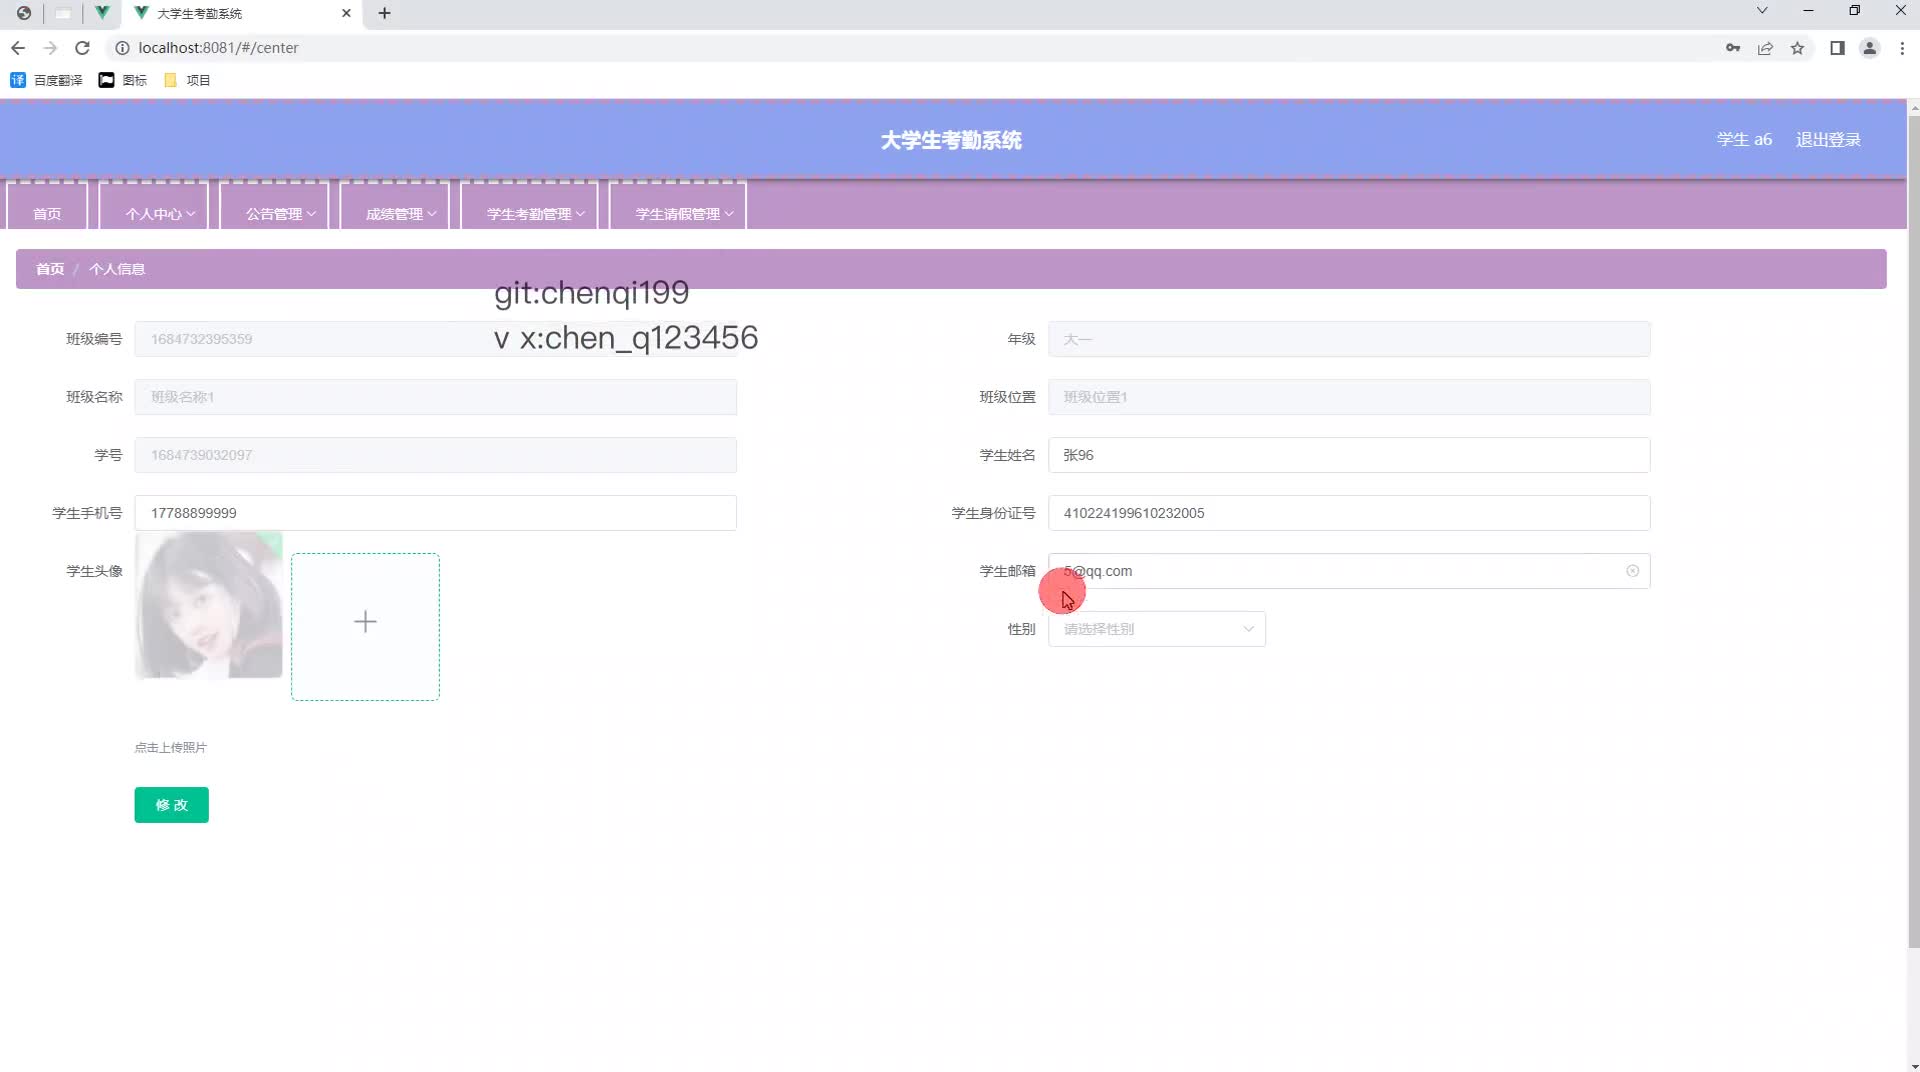 大学生考勤系统
localhost:8081/#/center
译 百度翻译 图标 项目
大学生考勤系统
学生 a6 退出登录
首页 个人中心 公告管理 成绩管理 学生考勤管理 学生请假管理
首页 / 个人信息
git:chenqi199
v x:chen_q123456
班级编号 1684732395359
年级 大一
班级名称 班级名称1
班级位置 班级位置1
学号 1684739032097
学生姓名 张96
学生手机号 17788899999
学生身份证号 410224199610232005
学生头像
学生邮箱 5@qq.com
性别 请选择性别
点击上传照片
修 改